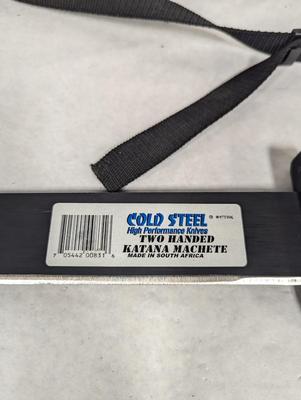 COLD STEEL ®
High Performance Knives
TWO HANDED
KATANA MACHETE
MADE IN SOUTH AFRICA
7 05442 00831 6